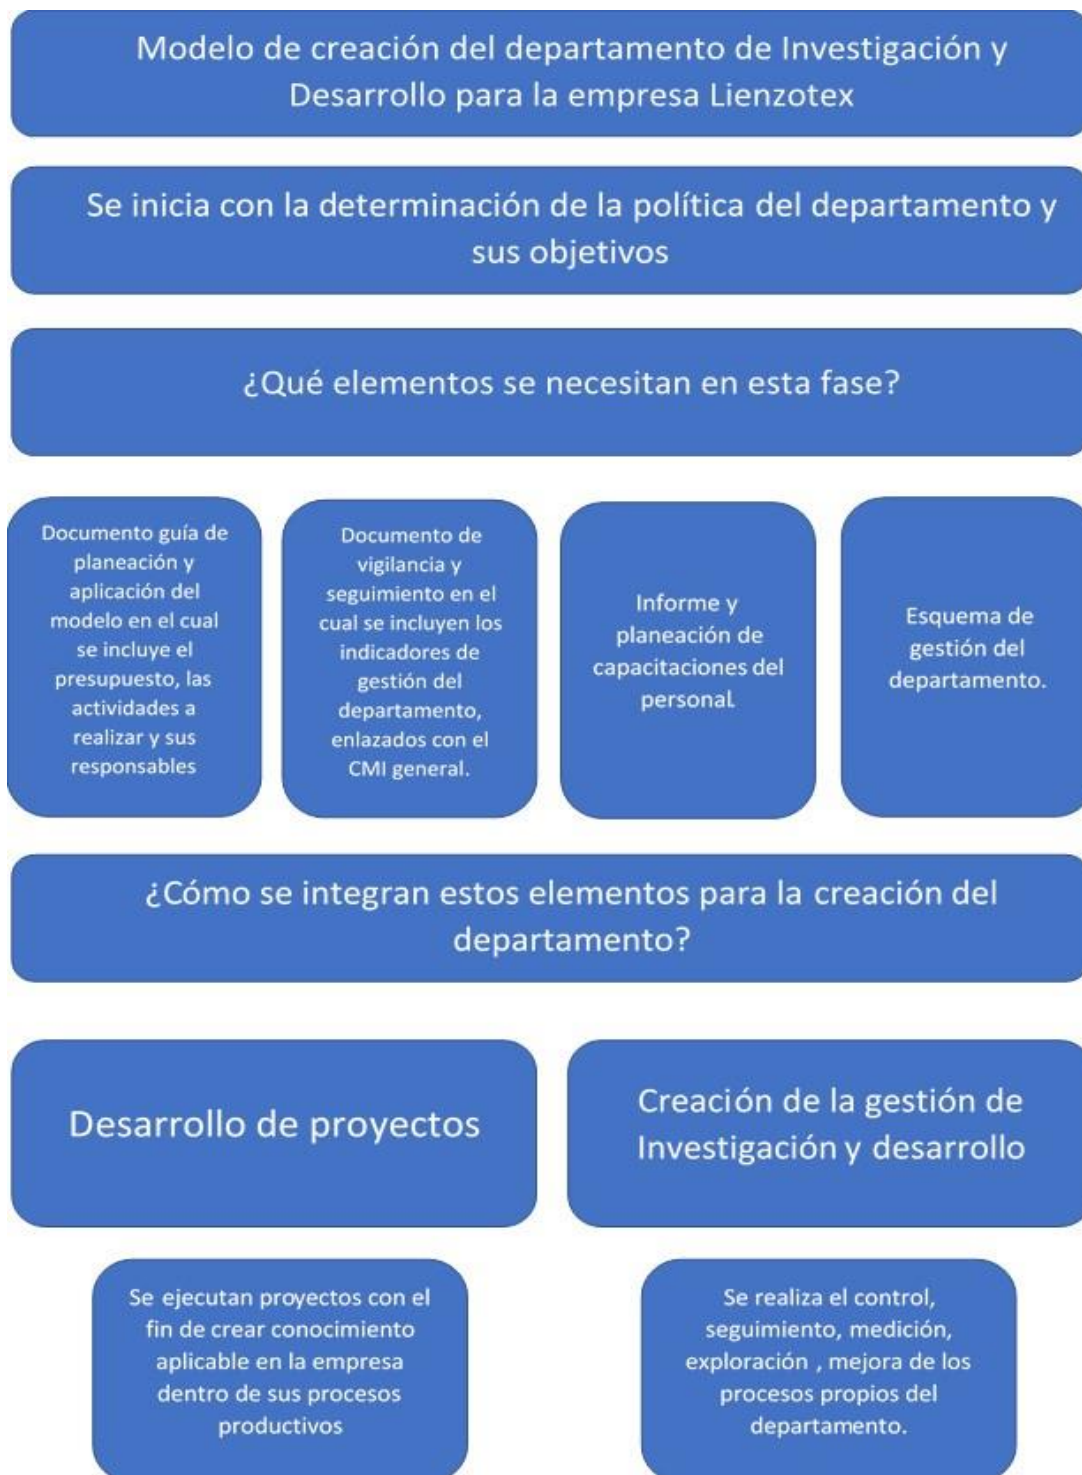 Modelo de creación del departamento de Investigación y
Desarrollo para la empresa Lienzotex
Se inicia con la determinación de la política del departamento y
sus objetivos
¿Qué elementos se necesitan en esta fase?
Documento guía de
planeación y
aplicación del
modelo en el cual
se incluye el
presupuesto, las
actividades a
realizar y sus
responsables
Documento de
vigilancia y
seguimiento en el
cual se incluyen los
indicadores de
gestión del
departamento,
enlazados con el
CMI general.
Informe y
planeación de
capacitaciones del
personal.
Esquema de
gestión del
departamento.
¿Cómo se integran estos elementos para la creación del
departamento?
Desarrollo de proyectos
Creación de la gestión de
Investigación y desarrollo
Se ejecutan proyectos con el
fin de crear conocimiento
aplicable en la empresa
dentro de sus procesos
productivos
Se realiza el control,
seguimiento, medición,
exploración , mejora de los
procesos propios del
departamento.